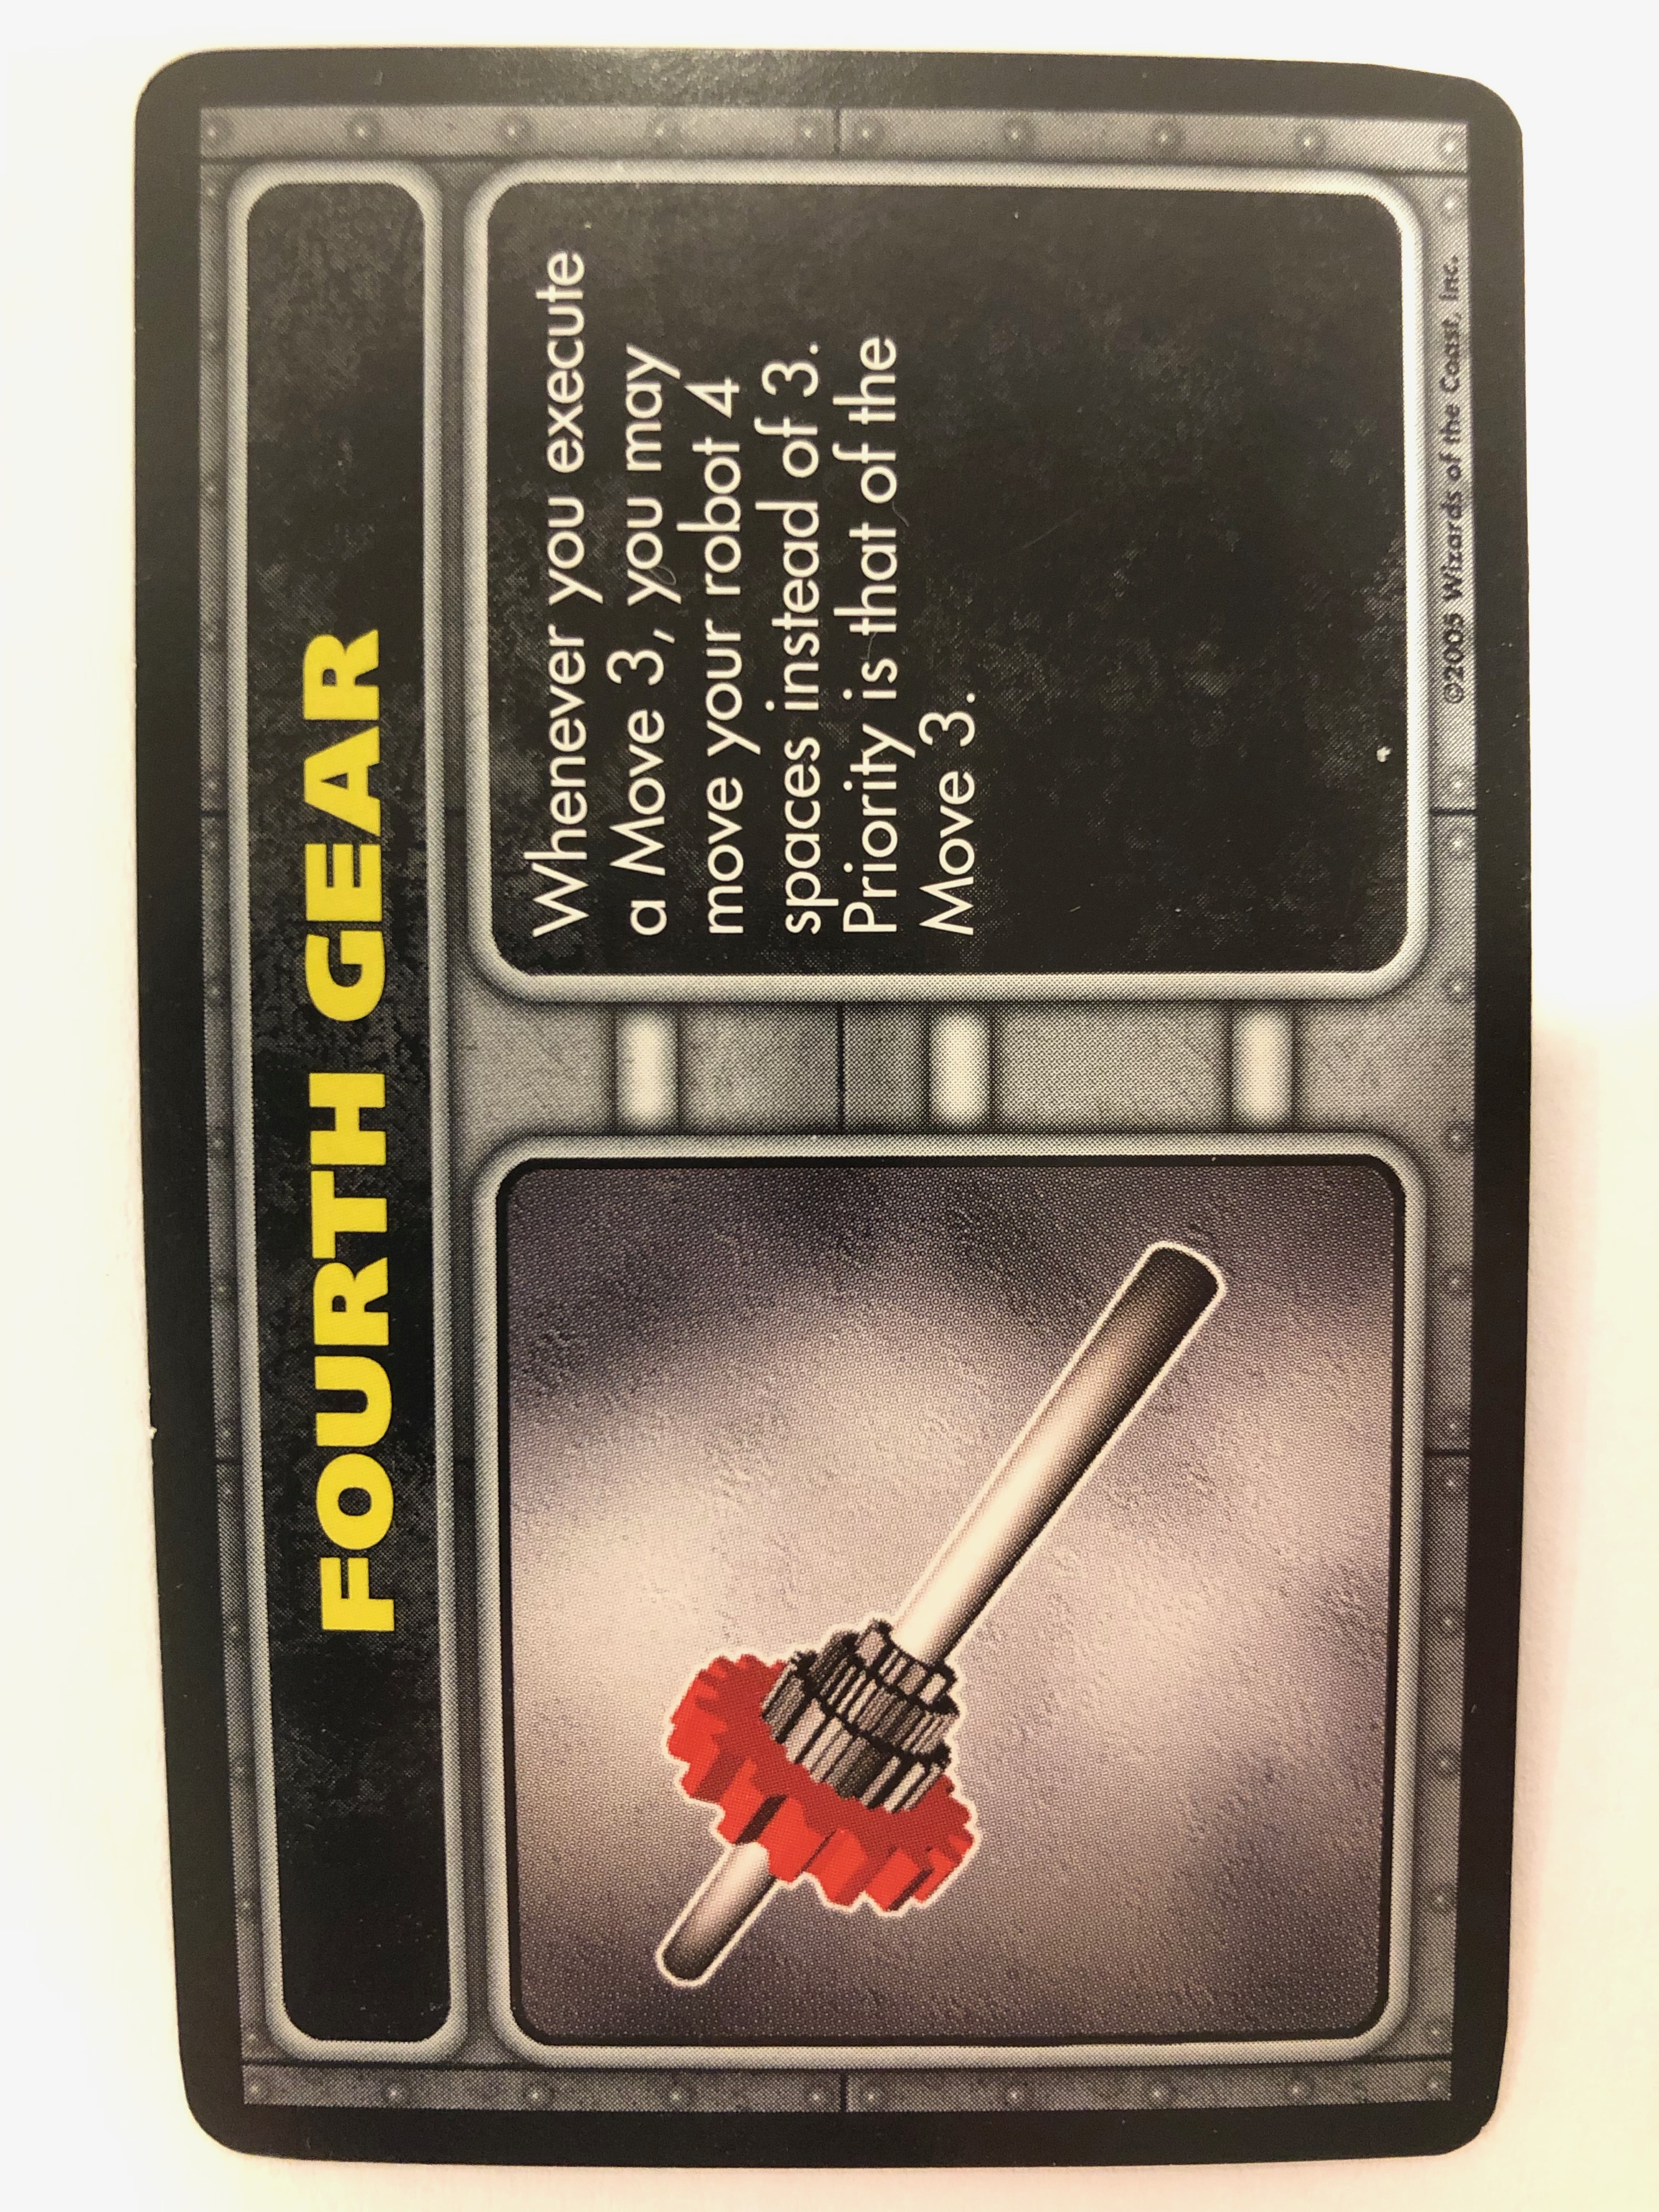 FOURTH GEAR
Whenever you execute
a Move 3, you may
move your robot 4
spaces instead of 3.
Priority is that of the
Move 3.
©2005 Wizards of the Coast, Inc.